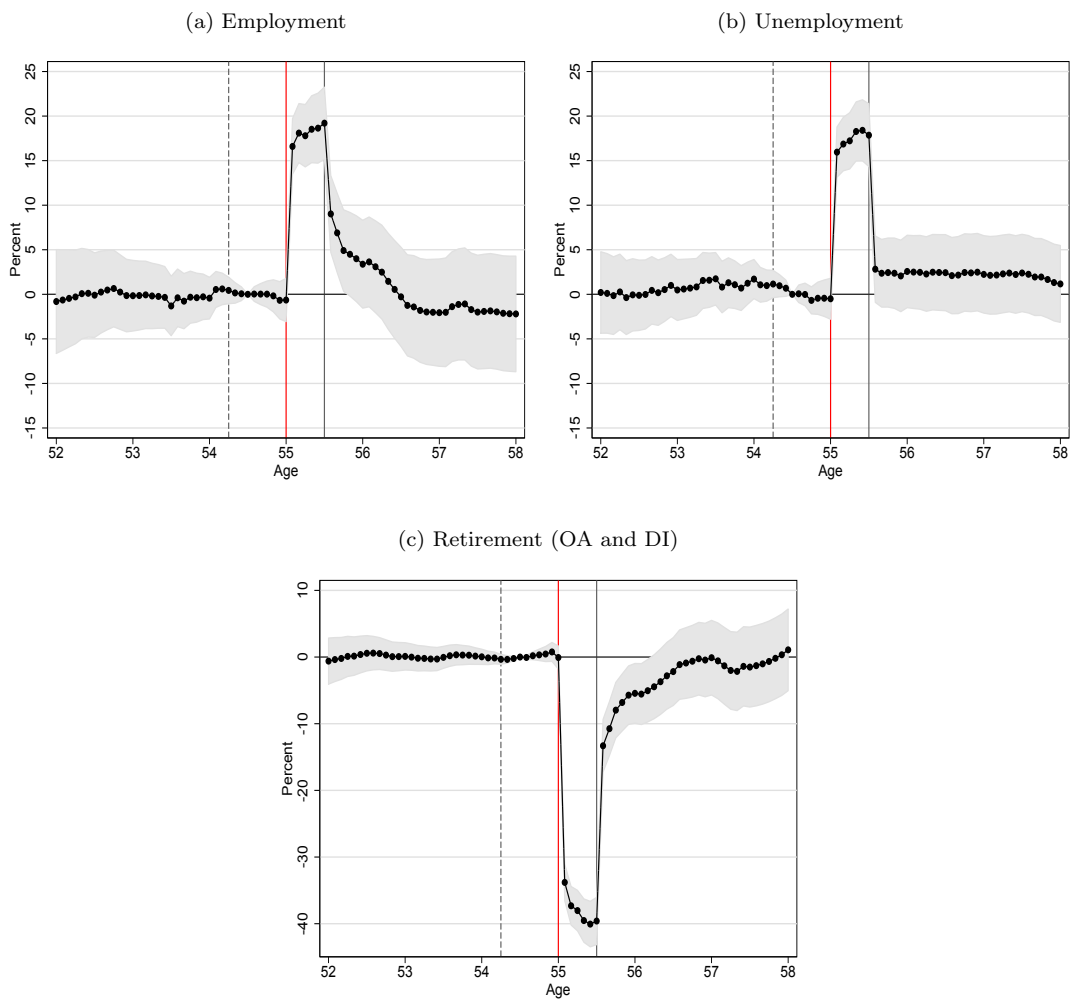 (a) Employment
25
20
15
10
5
0
-5
-10
-15
Percent
52 53 54 55 56 57 58
Age
(b) Unemployment
25
20
15
10
5
0
-5
-10
-15
Percent
52 53 54 55 56 57 58
Age
(c) Retirement (OA and DI)
10
0
-10
-20
-30
-40
Percent
52 53 54 55 56 57 58
Age